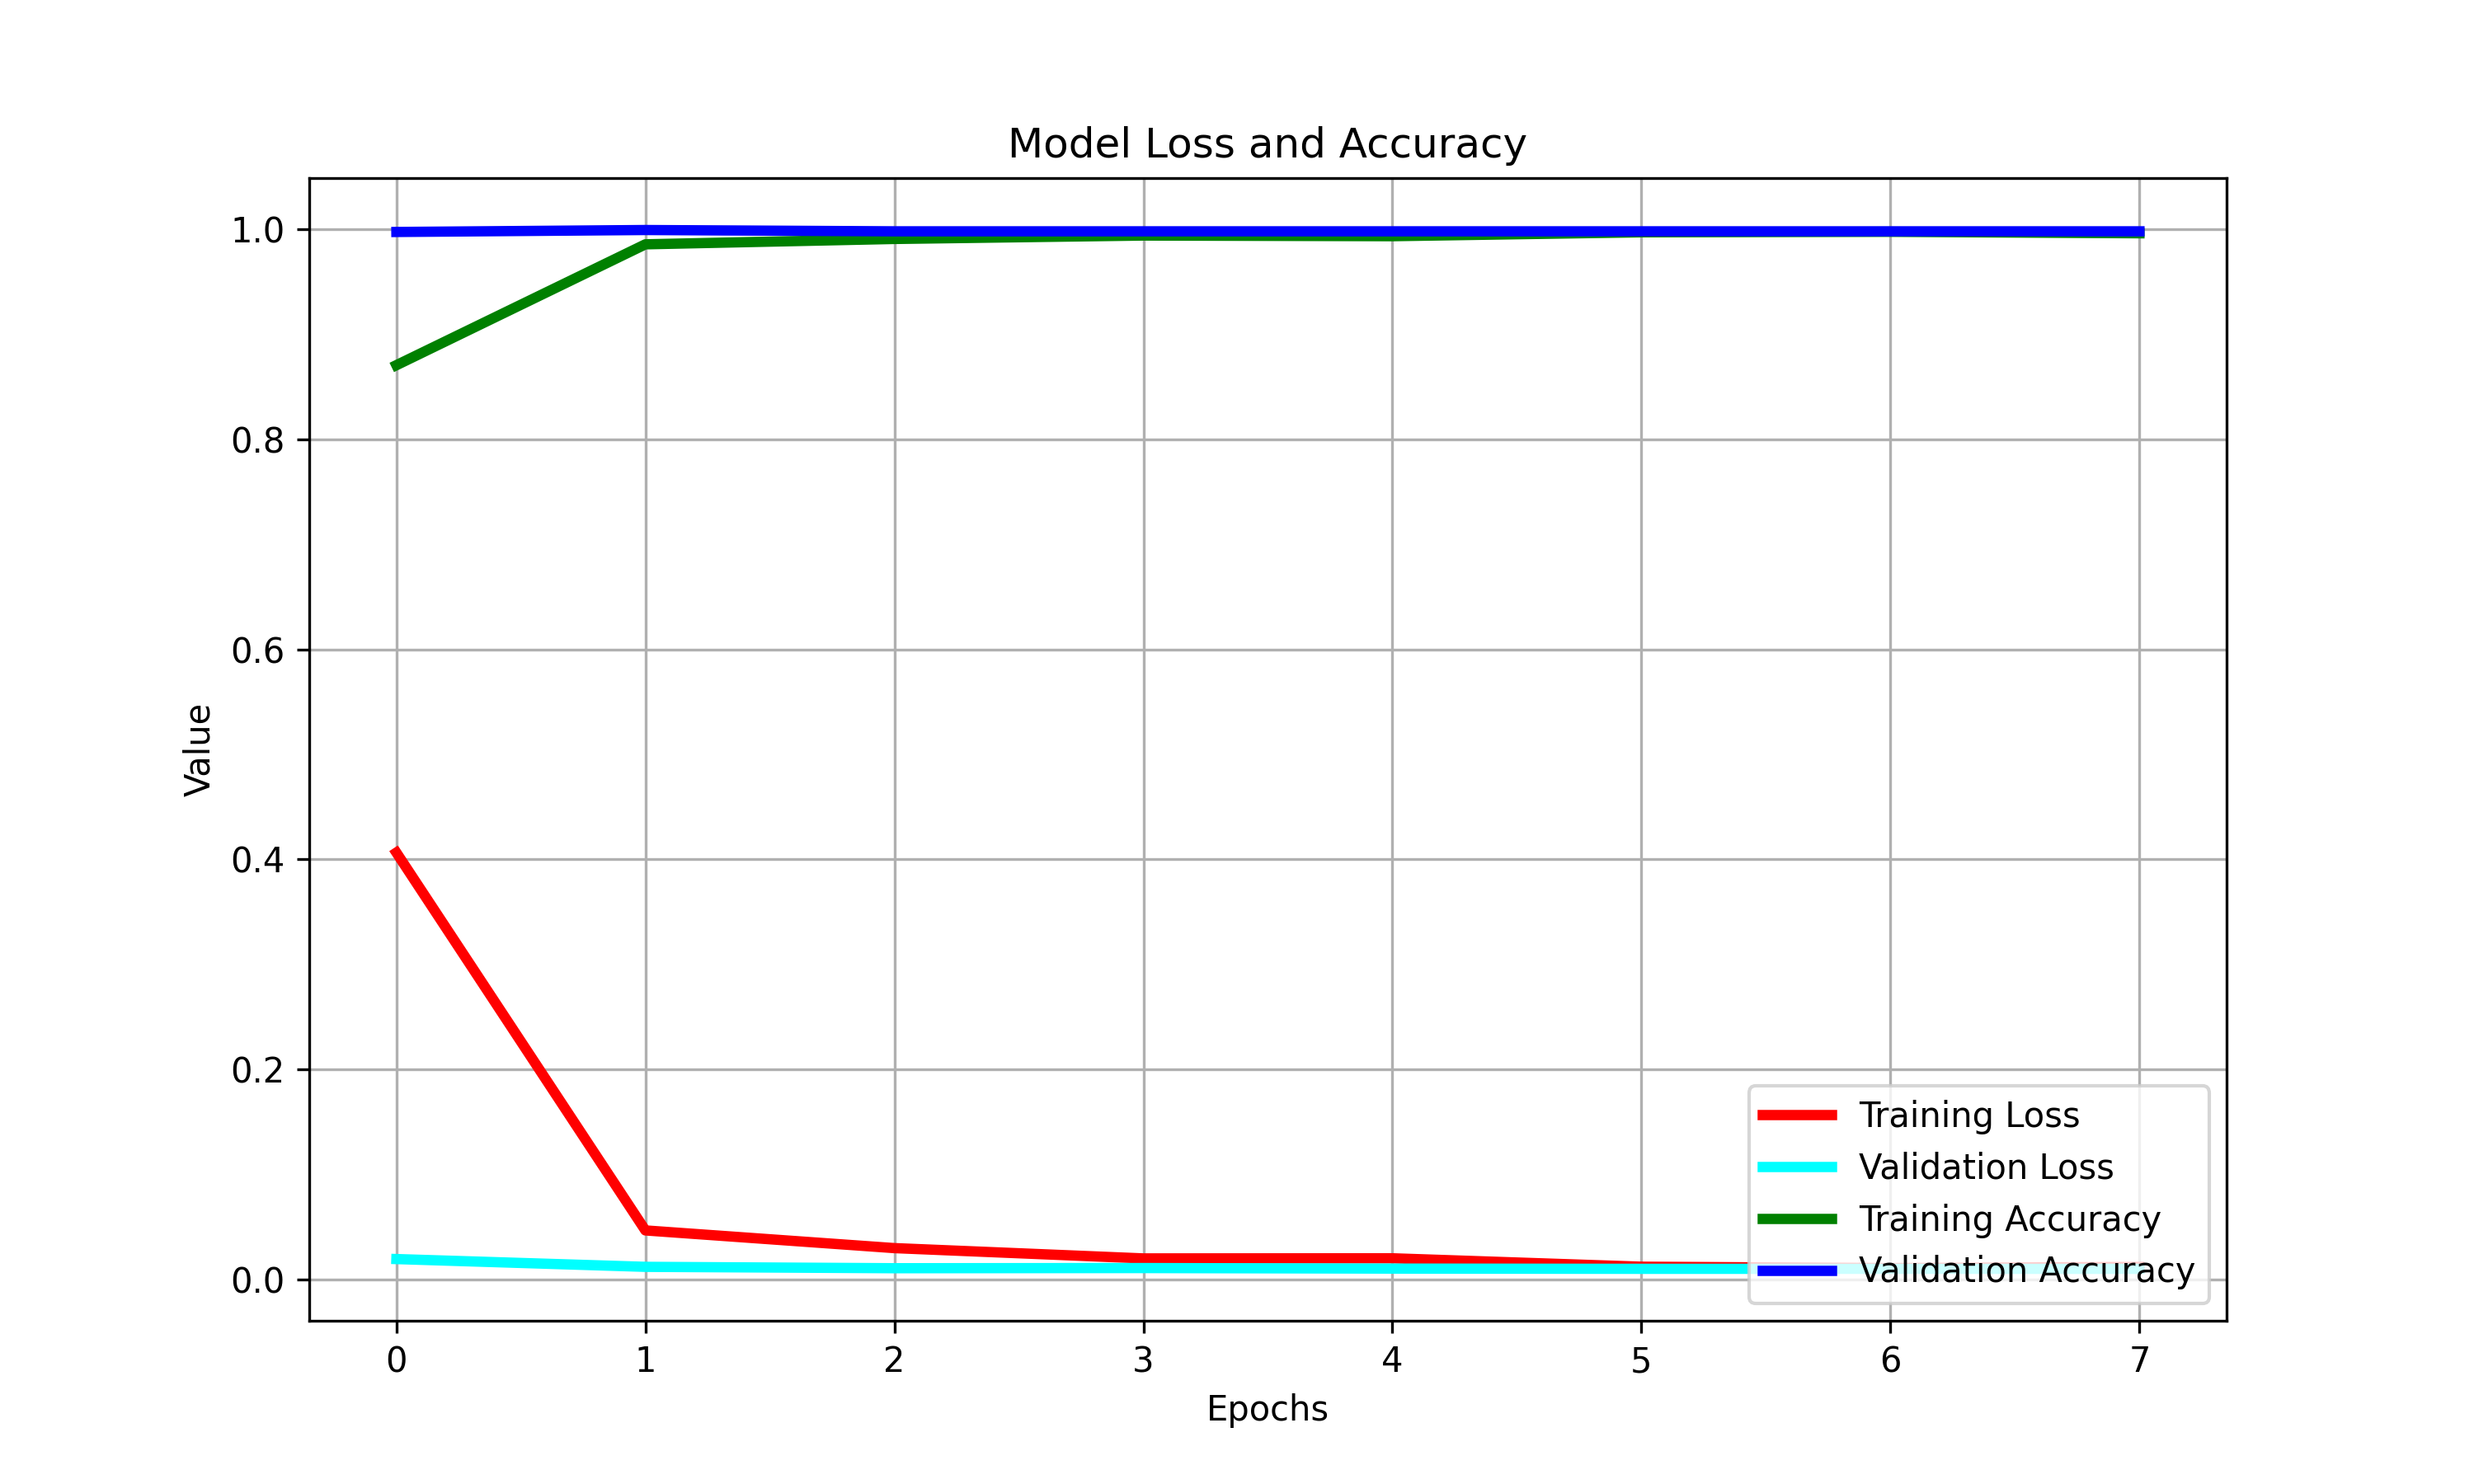 Model Loss and Accuracy
1.0
0.8
0.6
0.4
0.2
0.0
Value
Training Loss
Validation Loss
Training Accuracy
Validation Accuracy
0 1 2 3 4 5 6 7
Epochs